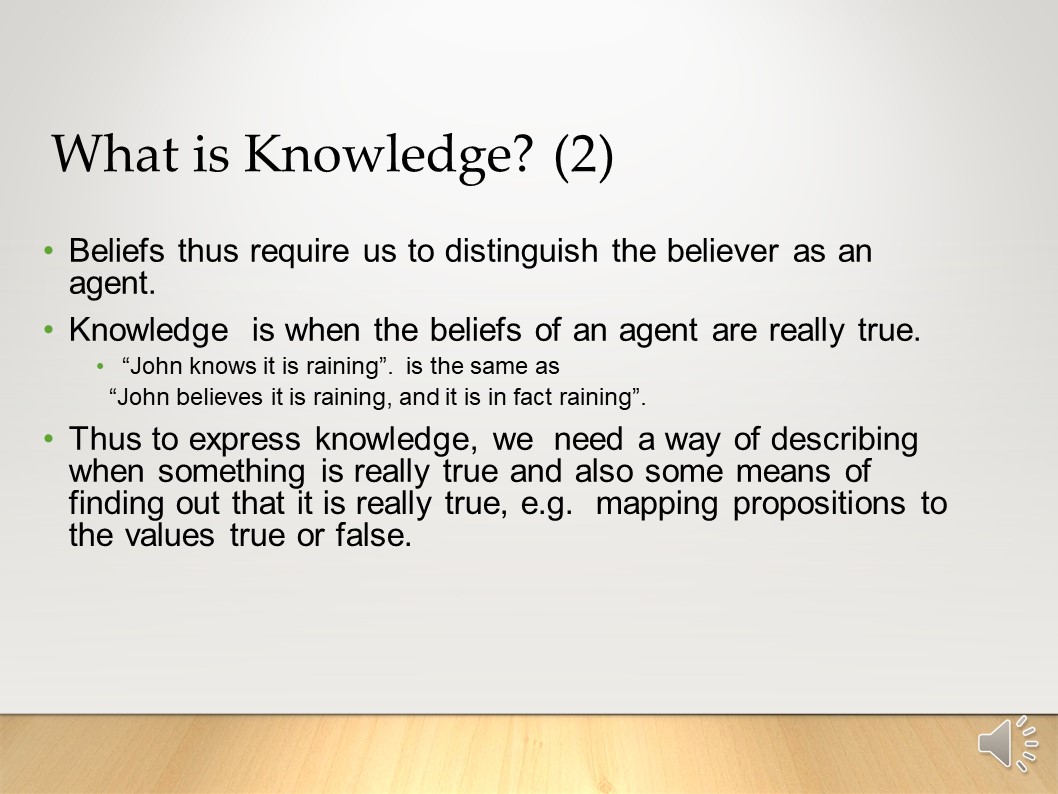 What is Knowledge? (2)
• Beliefs thus require us to distinguish the believer as an
agent.
• Knowledge is when the beliefs of an agent are really true.
• “John knows it is raining”. is the same as
“John believes it is raining, and it is in fact raining”.
• Thus to express knowledge, we need a way of describing
when something is really true and also some means of
finding out that it is really true, e.g. mapping propositions to
the values true or false.